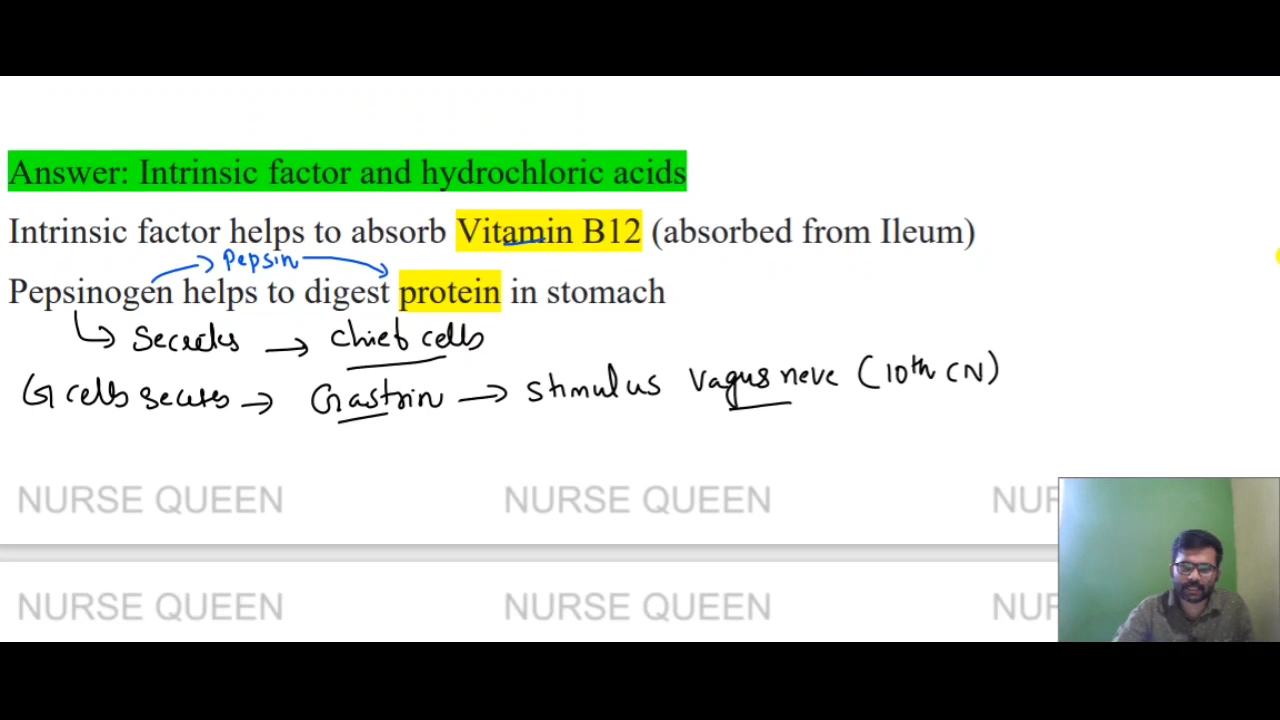 Answer: Intrinsic factor and hydrochloric acids
Intrinsic factor helps to absorb Vitamin B12 (absorbed from Ileum)
Pepsin
Pepsinogen helps to digest protein in stomach
Secretes → Chief cells
G cells → Gastrin → Stimulus Vagus neve (10th CN)
NURSE QUEEN NURSE QUEEN NUR
NURSE QUEEN NURSE QUEEN NUR